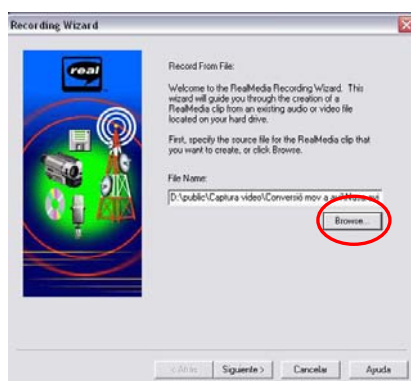 Recording Wizard
real
Record From File:
Welcome to the RealMedia Recording Wizard. This
wizard will guide you through the creation of a
RealMedia clip from an existing audio or video file
located on your hard drive.
First, specify the source file for the RealMedia clip that
you want to create, or click Browse.
File Name:
D:\public\Captura video\Conversió mov a
Browse...
< Atrás
Siguiente >
Cancelar
Ayuda